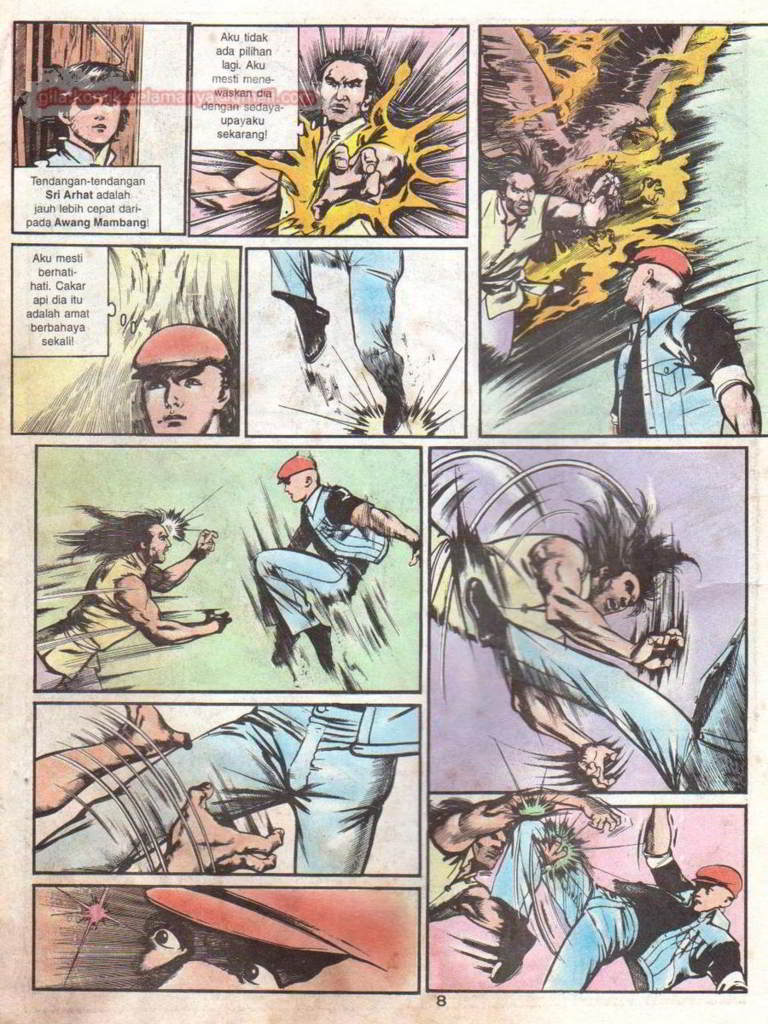 Tendangan-tendangan
Sri Arhat adalah
jauh lebih cepat dari-
pada Awang Mambang!
Aku tidak
ada pilihan
lagi. Aku
mesti mene-
waskan dia
dengan sedaya-
upayaku
sekarang!
Aku mesti
berhati-
hati. Cakar
api dia itu
adalah amat
berbahaya
sekali!
8